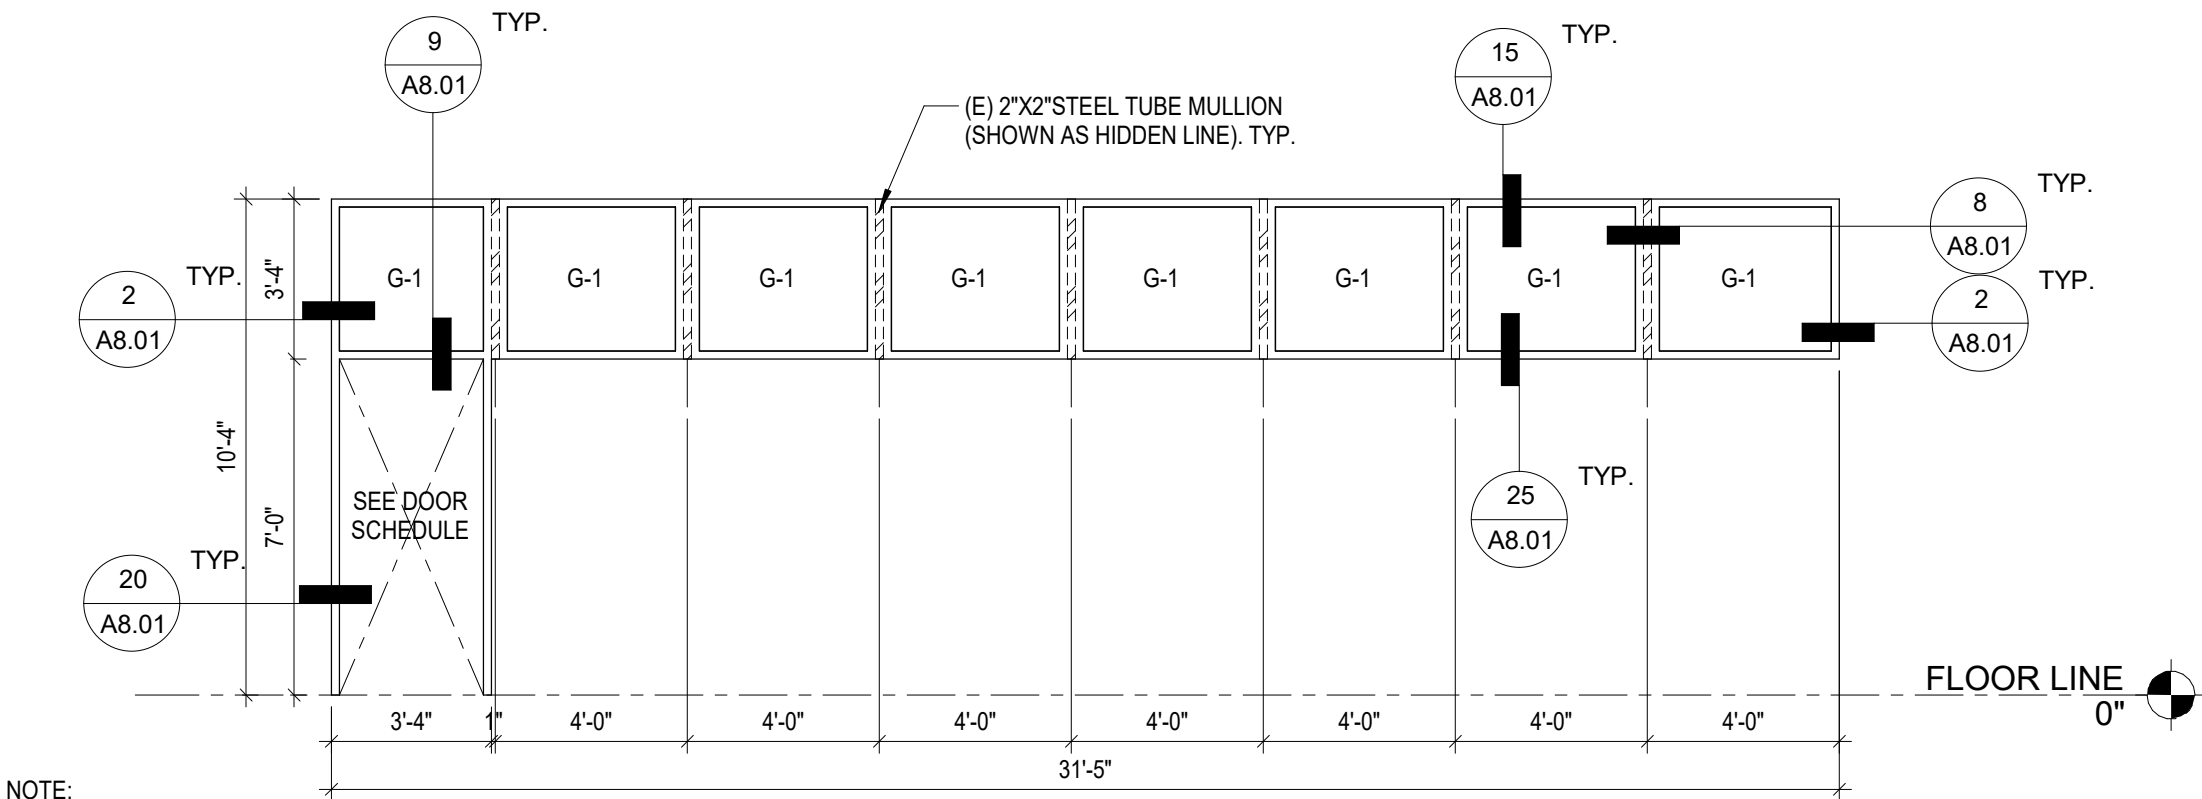 9
A8.01
TYP.
15
A8.01
TYP.
(E) 2"X2"STEEL TUBE MULLION
(SHOWN AS HIDDEN LINE). TYP.
8
A8.01
TYP.
2
A8.01
TYP.
2
A8.01
TYP.
3'-4"
G-1
G-1
G-1
G-1
G-1
G-1
G-1
G-1
10'-4"
7'-0"
SEE DOOR
SCHEDULE
25
A8.01
TYP.
20
A8.01
TYP.
FLOOR LINE
0"
3'-4"
1"
4'-0"
4'-0"
4'-0"
4'-0"
4'-0"
4'-0"
4'-0"
31'-5"
NOTE: